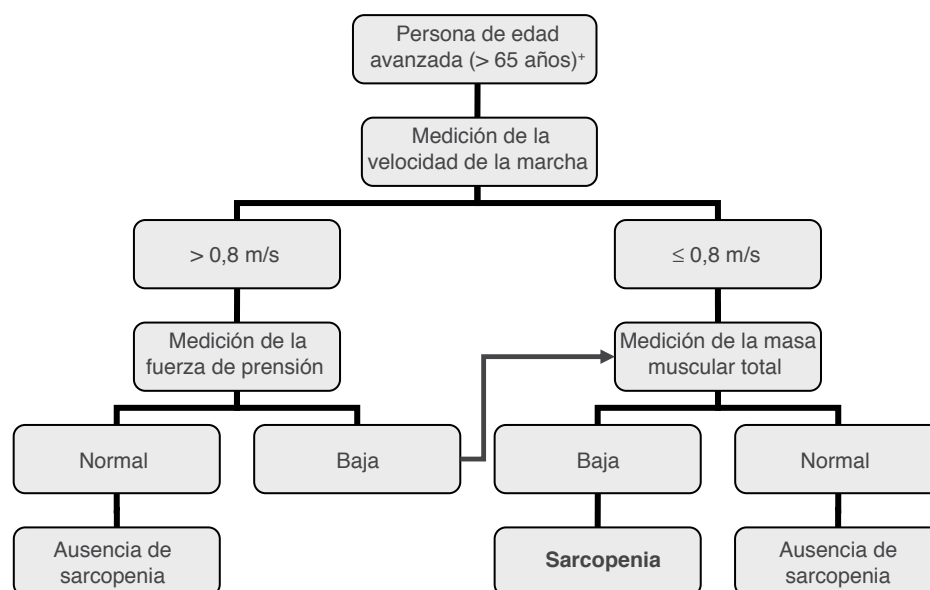 Persona de edad
avanzada (> 65 años)+
Medición de la
velocidad de la marcha
> 0,8 m/s
≤ 0,8 m/s
Medición de la
fuerza de prensión
Medición de la masa
muscular total
Normal
Baja
Baja
Normal
Ausencia de
sarcopenia
Sarcopenia
Ausencia de
sarcopenia